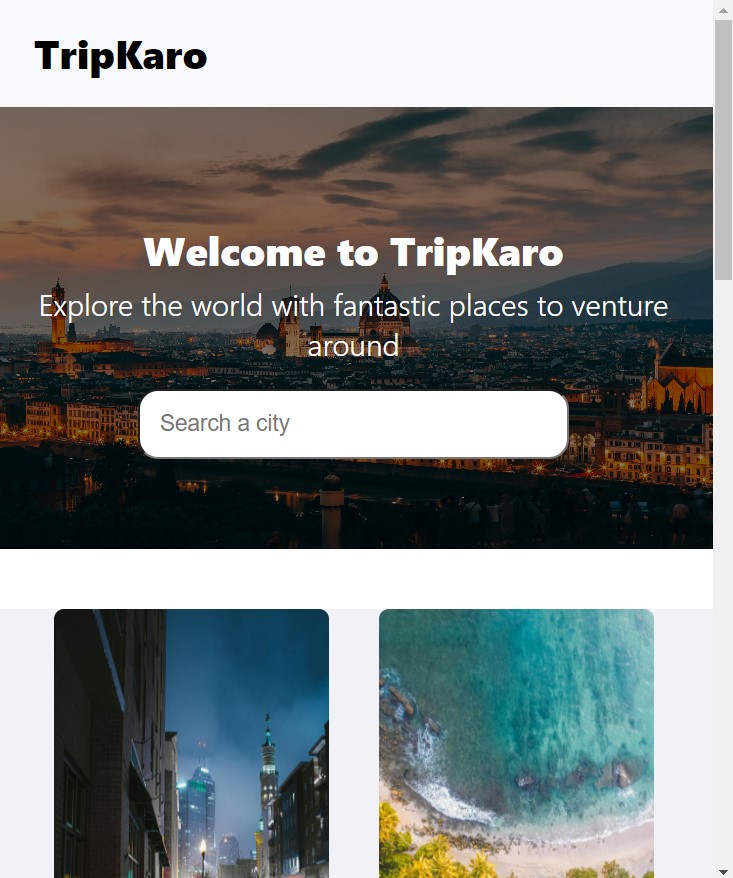 TripKaro
Welcome to TripKaro
Explore the world with fantastic places to venture
around
Search a city